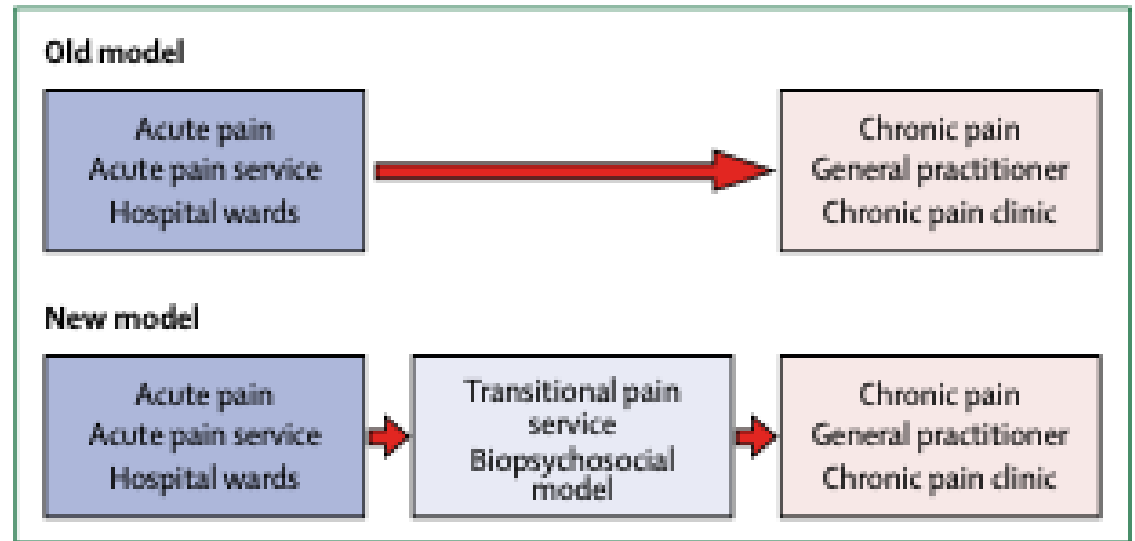 Old model
Acute pain
Acute pain service
Hospital wards
Chronic pain
General practitioner
Chronic pain clinic
New model
Acute pain
Acute pain service
Hospital wards
Transitional pain
service
Biopsychosocial
model
Chronic pain
General practitioner
Chronic pain clinic